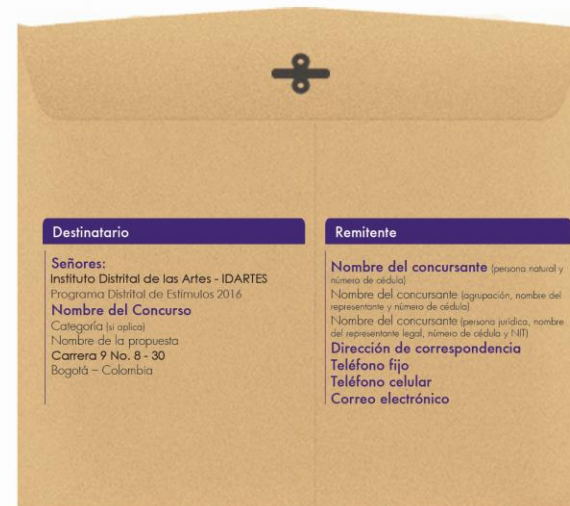 Destinatario
Señores:
Instituto Distrital de las Artes - IDARTES
Programa Distrital de Estímulos 2016
Nombre del Concurso
Categoría (si aplica)
Nombre de la propuesta
Carrera 9 No. 8 - 30
Bogotá – Colombia
Remitente
Nombre del concursante (persona natural y
número de cédula)
Nombre del concursante (agrupación, nombre del
representante y número de cédula)
Nombre del concursante (persona jurídica, nombre
del representante legal, número de cédula y NIT)
Dirección de correspondencia
Teléfono fijo
Teléfono celular
Correo electrónico